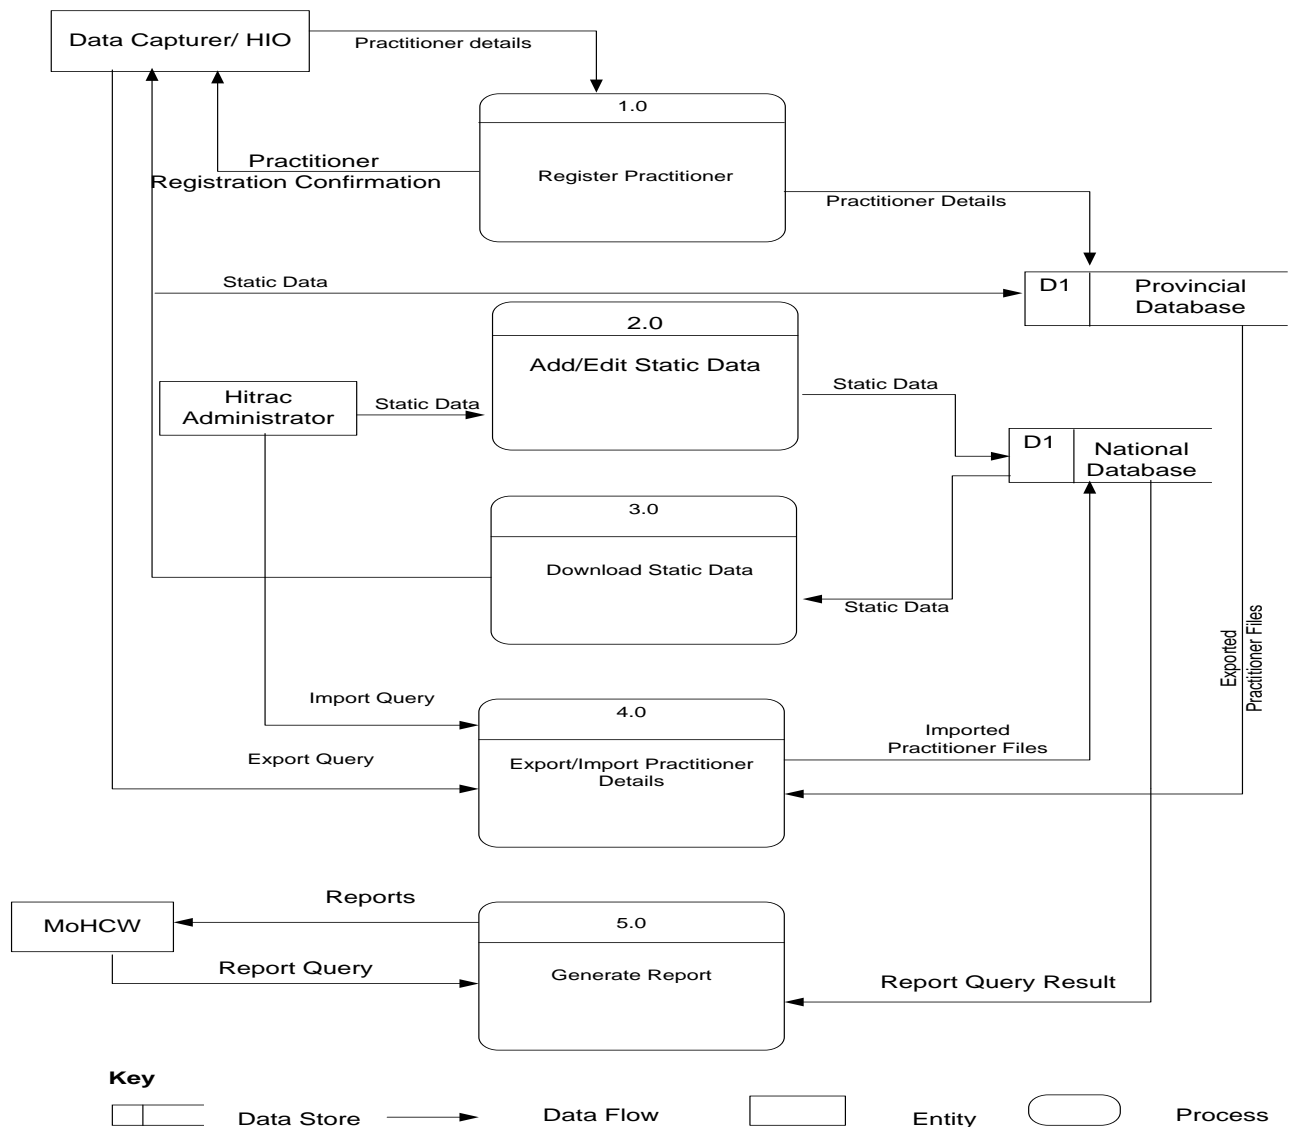 Data Capturer/ HIO
Practitioner details
1.0
Register Practitioner
Practitioner
Registration Confirmation
Practitioner Details
Static Data
D1
Provincial
Database
2.0
Add/Edit Static Data
Hitrac
Administrator
Static Data
Static Data
D1
National
Database
3.0
Download Static Data
Static Data
Exported
Practitioner Files
Import Query
4.0
Export/Import Practitioner
Details
Export Query
Imported
Practitioner Files
Reports
MoHCW
5.0
Generate Report
Report Query
Report Query Result
Key
Data Store
Data Flow
Entity
Process